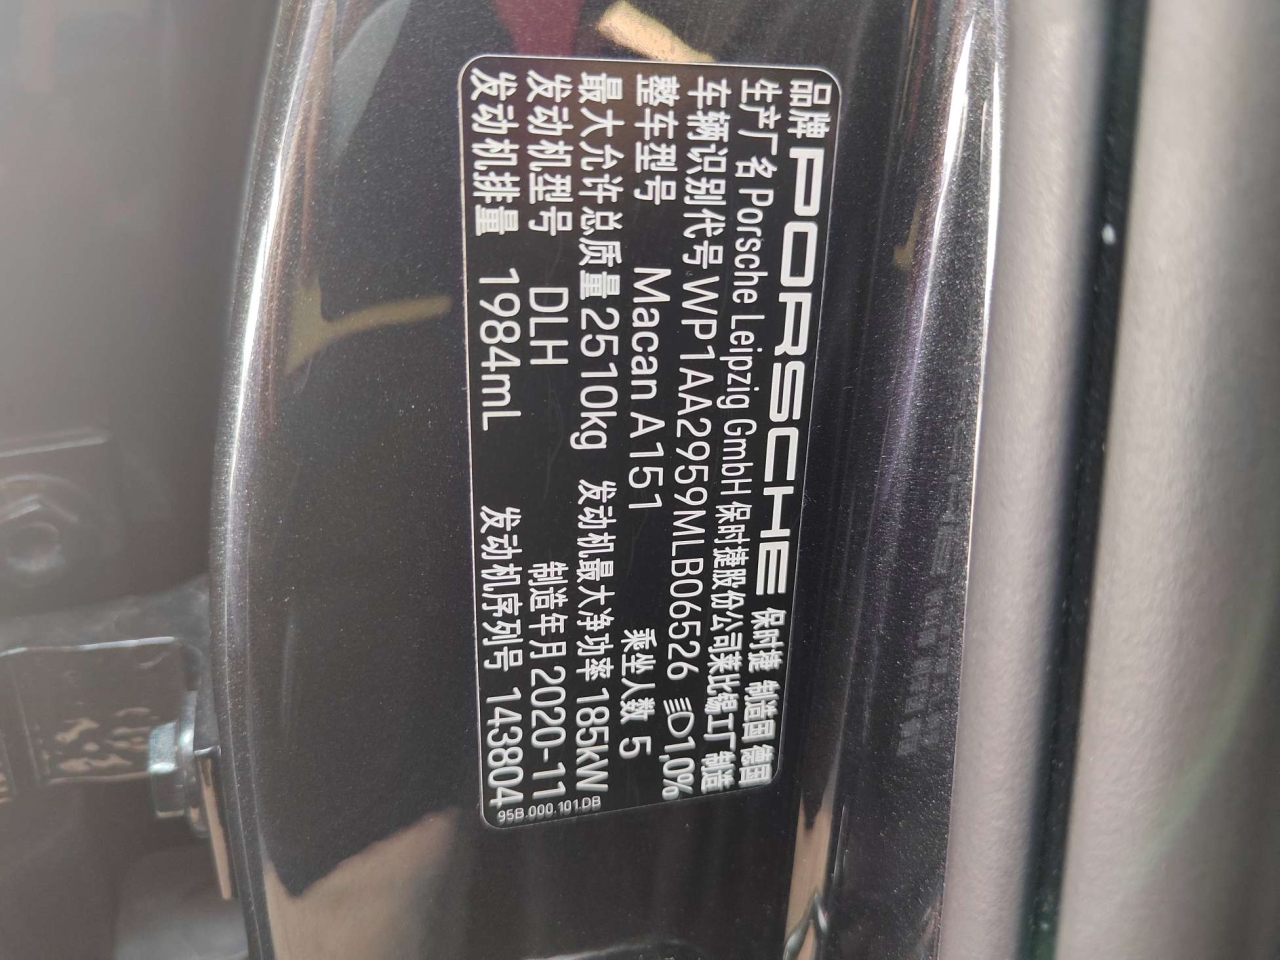 品牌 PORSCHE 保时捷 制造国 德国
生产厂名 Porsche Leipzig GmbH 保时捷股份公司莱比锡工厂 制造
车辆识别代号 WP1AA2959MLB06526 1,0%
整车型号 Macan A151 乘坐人数 5
最大允许总质量 2510kg 发动机最大净功率 185kW
发动机型号 DLH 制造年月 2020-11
发动机排量 1984mL 发动机序列号 143804
95B.000.101.DB